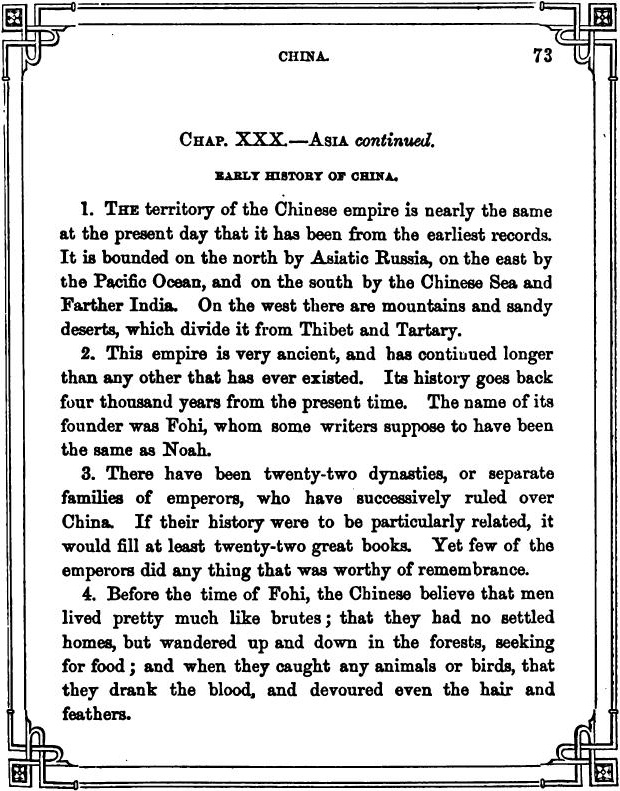 CHINA.
73
CHAP. XXX.—ASIA continued.
EARLY HISTORY OF CHINA.
1. THE territory of the Chinese empire is nearly the same
at the present day that it has been from the earliest records.
It is bounded on the north by Asiatic Russia, on the east by
the Pacific Ocean, and on the south by the Chinese Sea and
Farther India. On the west there are mountains and sandy
deserts, which divide it from Thibet and Tartary.
2. This empire is very ancient, and has continued longer
than any other that has ever existed. Its history goes back
four thousand years from the present time. The name of its
founder was Fohi, whom some writers suppose to have been
the same as Noah.
3. There have been twenty-two dynasties, or separate
families of emperors, who have successively ruled over
China. If their history were to be particularly related, it
would fill at least twenty-two great books. Yet few of the
emperors did any thing that was worthy of remembrance.
4. Before the time of Fohi, the Chinese believe that men
lived pretty much like brutes; that they had no settled
homes, but wandered up and down in the forests, seeking
for food; and when they caught any animals or birds, that
they drank the blood, and devoured even the hair and
feathers.